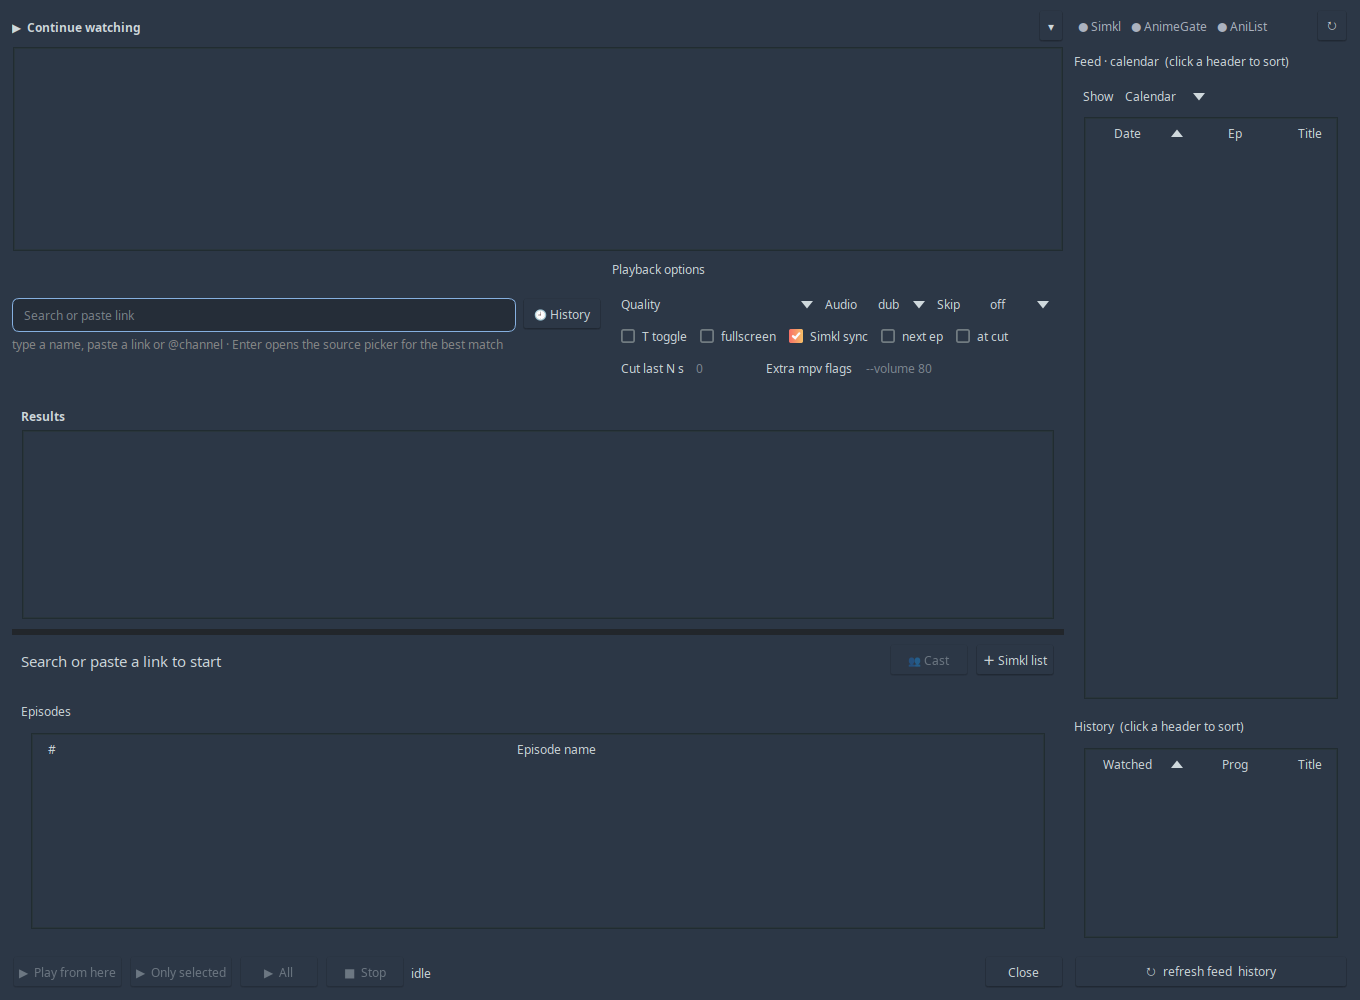 ▶ Continue watching
▾
● Simkl ● AnimeGate ● AniList
↻
Feed · calendar (click a header to sort)
Show Calendar
Date Ep Title
Playback options
Search or paste link
History
type a name, paste a link or @channel · Enter opens the source picker for the best match
Quality Audio dub Skip off
T toggle fullscreen Simkl sync next ep at cut
Cut last N s 0 Extra mpv flags --volume 80
Results
Search or paste a link to start
Cast
+ Simkl list
Episodes
# Episode name
History (click a header to sort)
Watched Prog Title
▶ Play from here ▶ Only selected ▶ All ■ Stop idle
Close
↻ refresh feed history